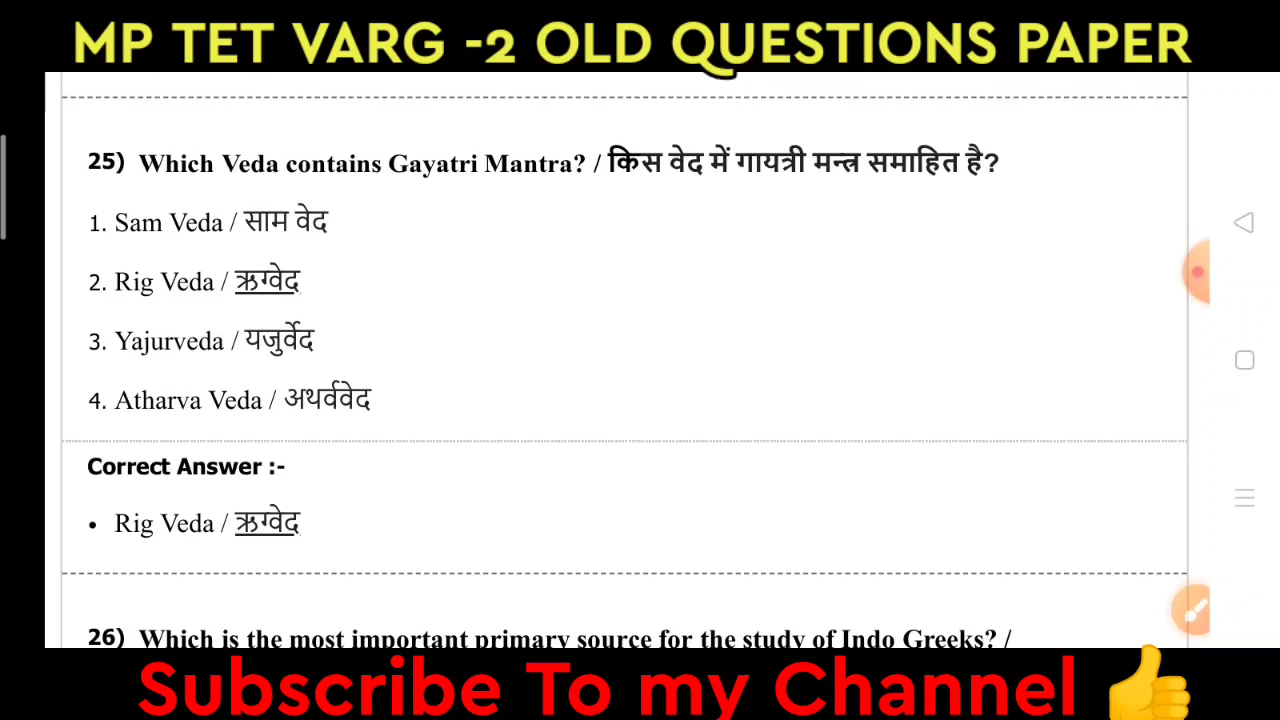 MP TET VARG -2 OLD QUESTIONS PAPER
25) Which Veda contains Gayatri Mantra? / किस वेद में गायत्री मन्त्र समाहित है?
1. Sam Veda / साम वेद
2. Rig Veda / ऋग्वेद
3. Yajurveda / यजुर्वेद
4. Atharva Veda / अथर्ववेद
Correct Answer :-
• Rig Veda / ऋग्वेद
26) Which is the most important primary source for the study of Indo Greeks? /
Subscribe To my Channel 👍